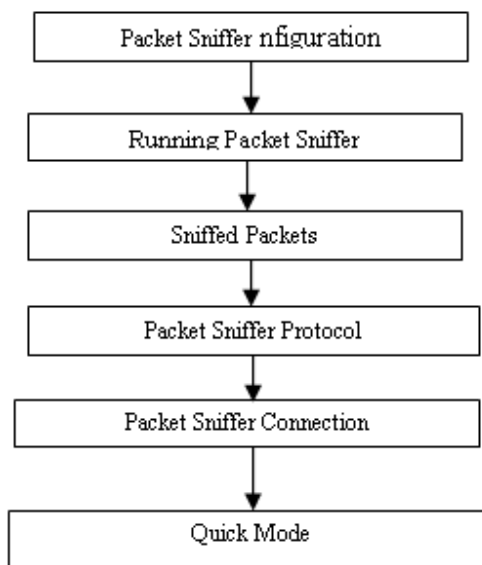 Packet Sniffer nfiguration
Running Packet Sniffer
Sniffed Packets
Packet Sniffer Protocol
Packet Sniffer Connection
Quick Mode